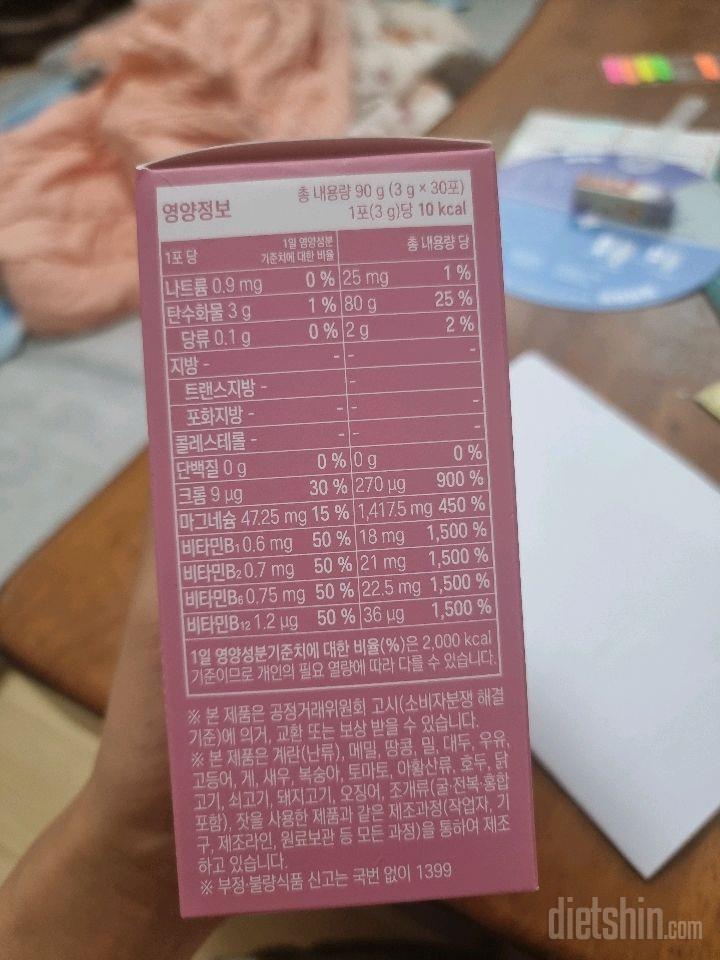 영양정보
총 내용량 90 g (3 g × 30포)
1포(3 g)당 10 kcal
1포 당 1일 영양성분 기준치에 대한 비율 총 내용량 당
나트륨 0.9 mg 0 % 25 mg 1 %
탄수화물 3 g 1 % 80 g 25 %
당류 0.1 g 0 % 2 g 2 %
지방 - - - -
트랜스지방 - -
포화지방 - - - -
콜레스테롤 - - - -
단백질 0 g 0 % 0 g 0 %
크롬 9 µg 30 % 270 µg 900 %
마그네슘 47.25 mg 15 % 1,417.5 mg 450 %
비타민B₁ 0.6 mg 50 % 18 mg 1,500 %
비타민B₂ 0.7 mg 50 % 21 mg 1,500 %
비타민B₆ 0.75 mg 50 % 22.5 mg 1,500 %
비타민B₁₂ 1.2 µg 50 % 36 µg 1,500 %
1일 영양성분기준치에 대한 비율(%)은 2,000 kcal
기준이므로 개인의 필요 열량에 따라 다를 수 있습니다.
※ 본 제품은 공정거래위원회 고시(소비자분쟁 해결
기준)에 의거, 교환 또는 보상 받을 수 있습니다.
※ 본 제품은 계란(난류), 메밀, 땅콩, 밀, 대두, 우유,
고등어, 게, 새우, 복숭아, 토마토, 아황산류, 호두, 닭
고기, 쇠고기, 돼지고기, 오징어, 조개류(굴·전복·홍합
포함), 잣을 사용한 제품과 같은 제조과정(작업자, 기
구, 제조라인, 원료보관 등 모든 과정)을 통하여 제조
하고 있습니다.
※ 부정·불량식품 신고는 국번 없이 1399
dietshin.com